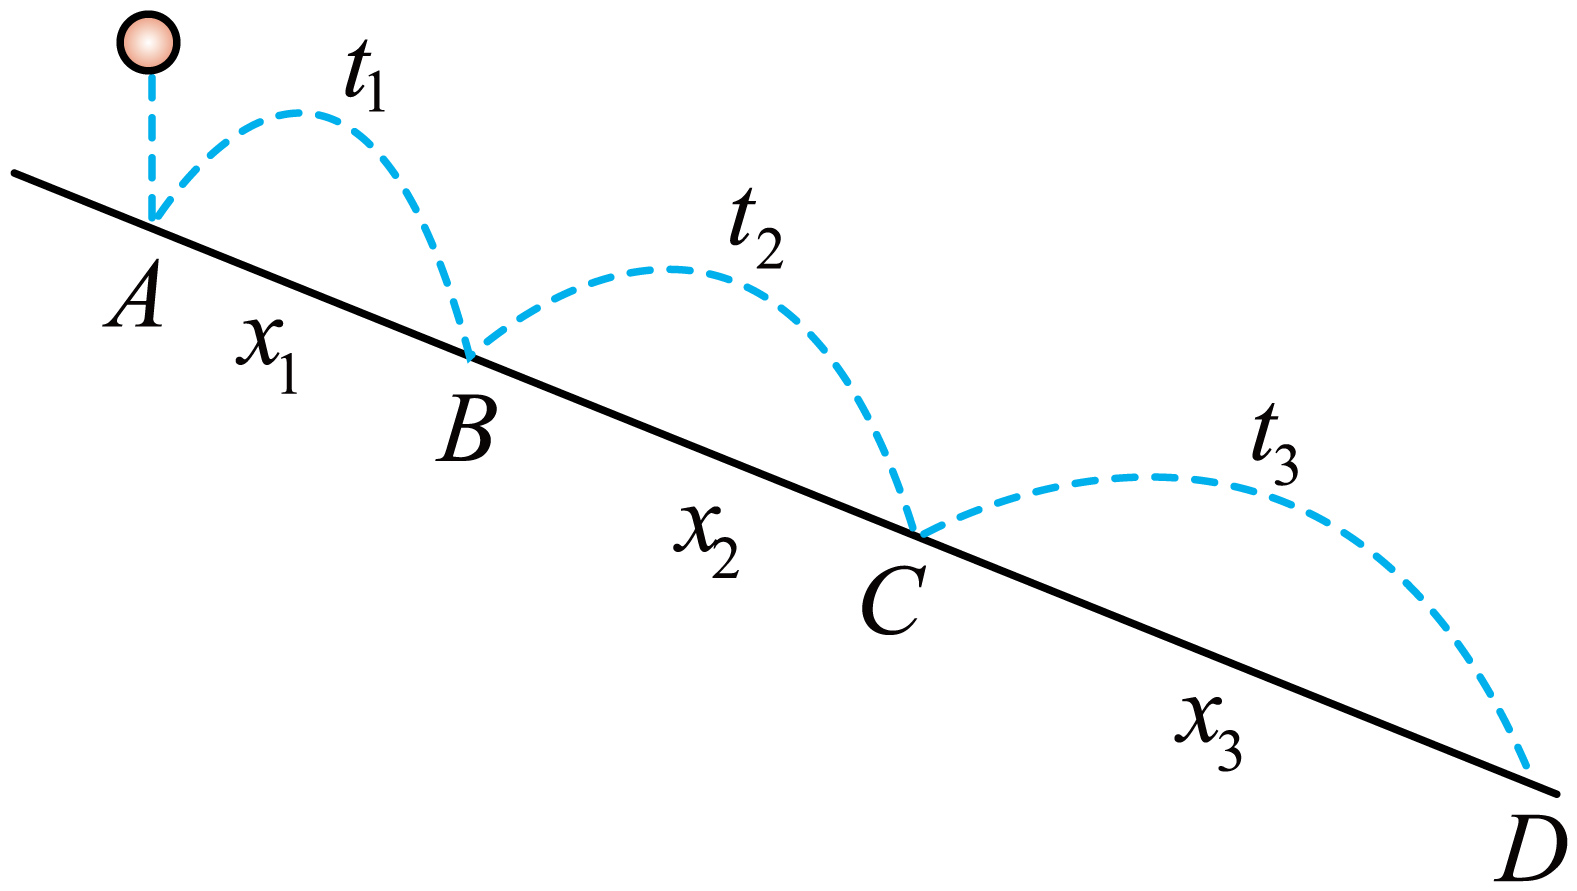 t₁
t₂
A
x₁
B
t₃
x₂
C
x₃
D